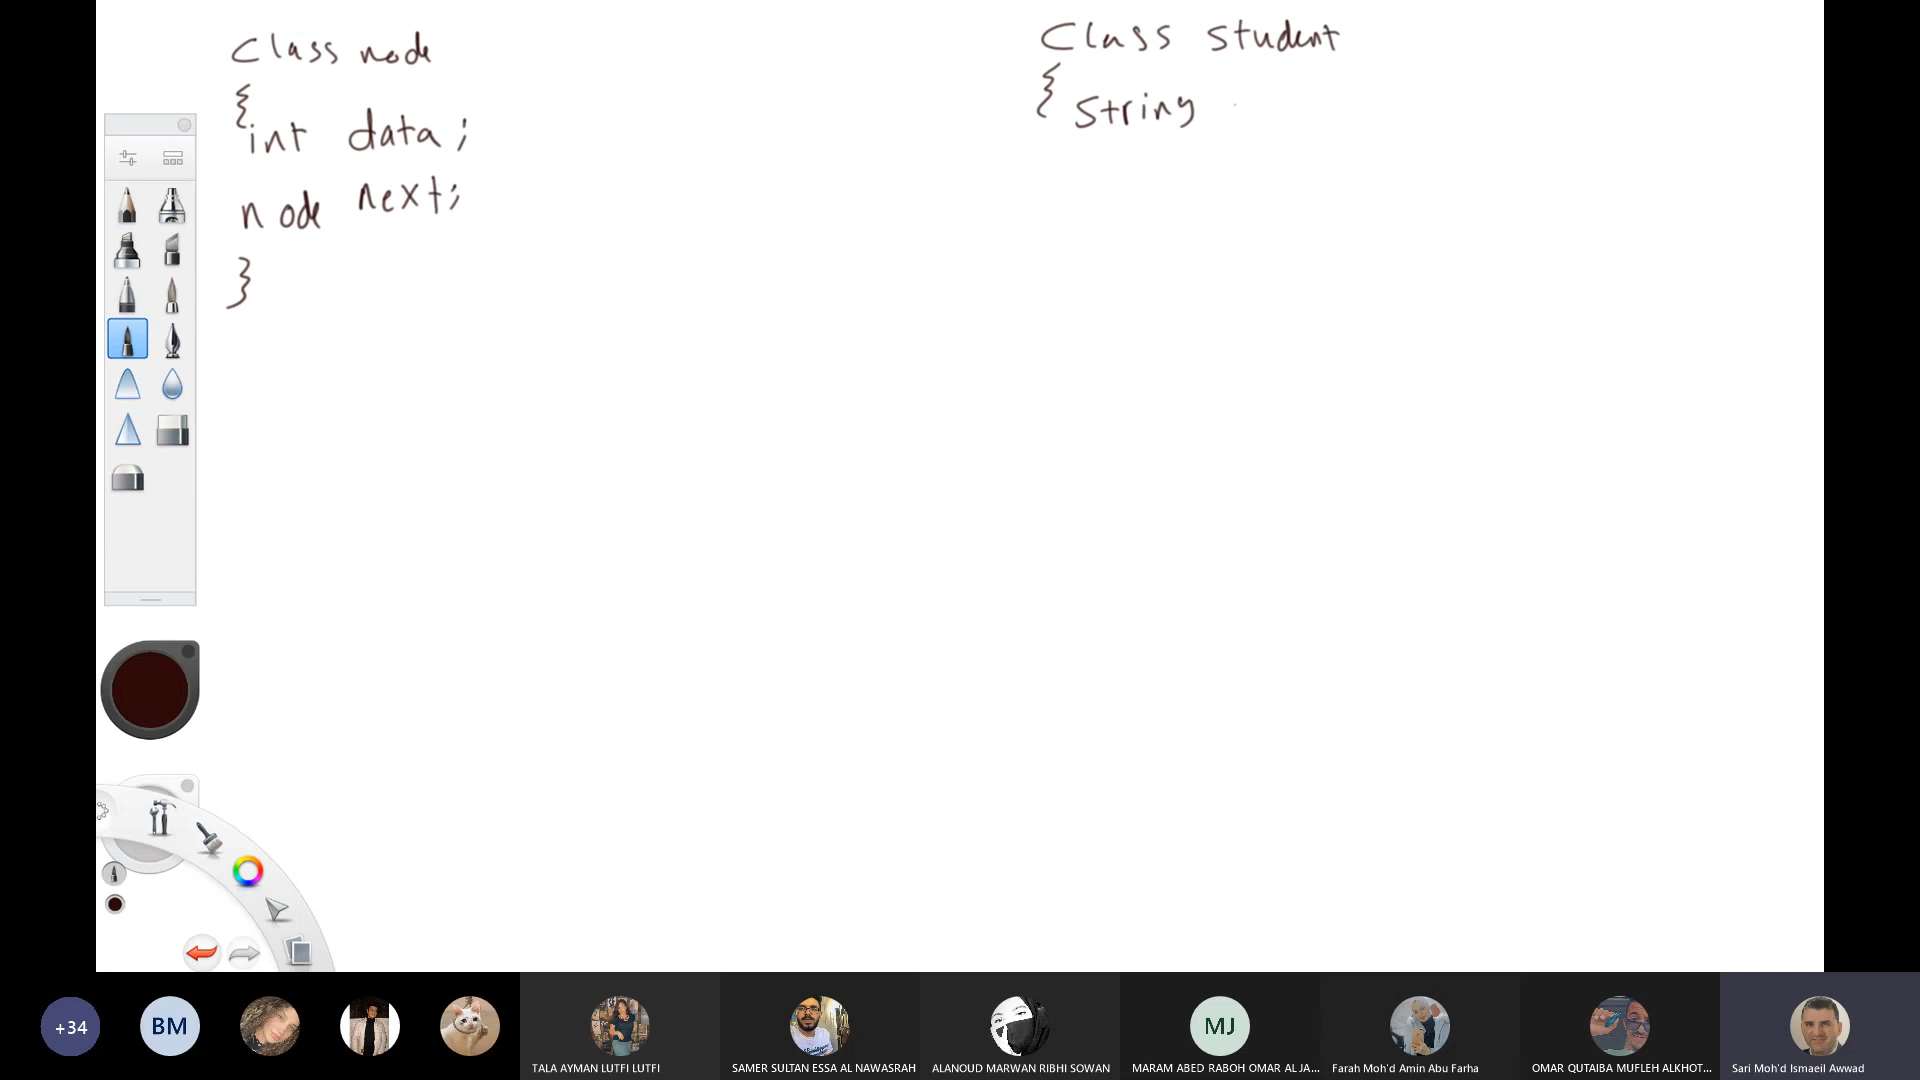 Class node
{
int data;
node next;
}
Class student
{ string
+34
BM
TALA AYMAN LUTFI LUTFI
SAMER SULTAN ESSA AL NAWASRAH
ALANOUD MARWAN RIBHI SOWAN
MJ
MARAM ABED RABOH OMAR AL JA...
Farah Moh'd Amin Abu Farha
OMAR QUTAIBA MUFLEH ALKHOT...
Sari Moh'd Ismaeil Awwad